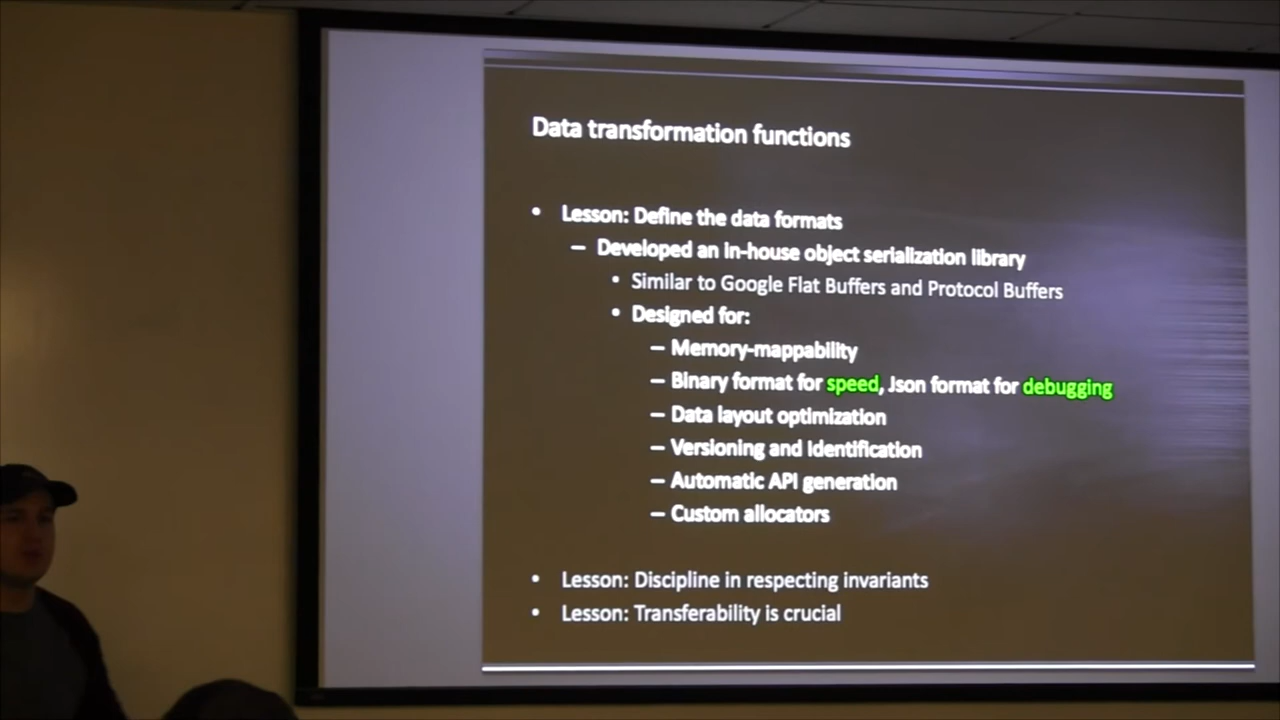 Data transformation functions
• Lesson: Define the data formats
– Developed an in-house object serialization library
• Similar to Google Flat Buffers and Protocol Buffers
• Designed for:
– Memory-mappability
– Binary format for speed, Json format for debugging
– Data layout optimization
– Versioning and Identification
– Automatic API generation
– Custom allocators
• Lesson: Discipline in respecting invariants
• Lesson: Transferability is crucial